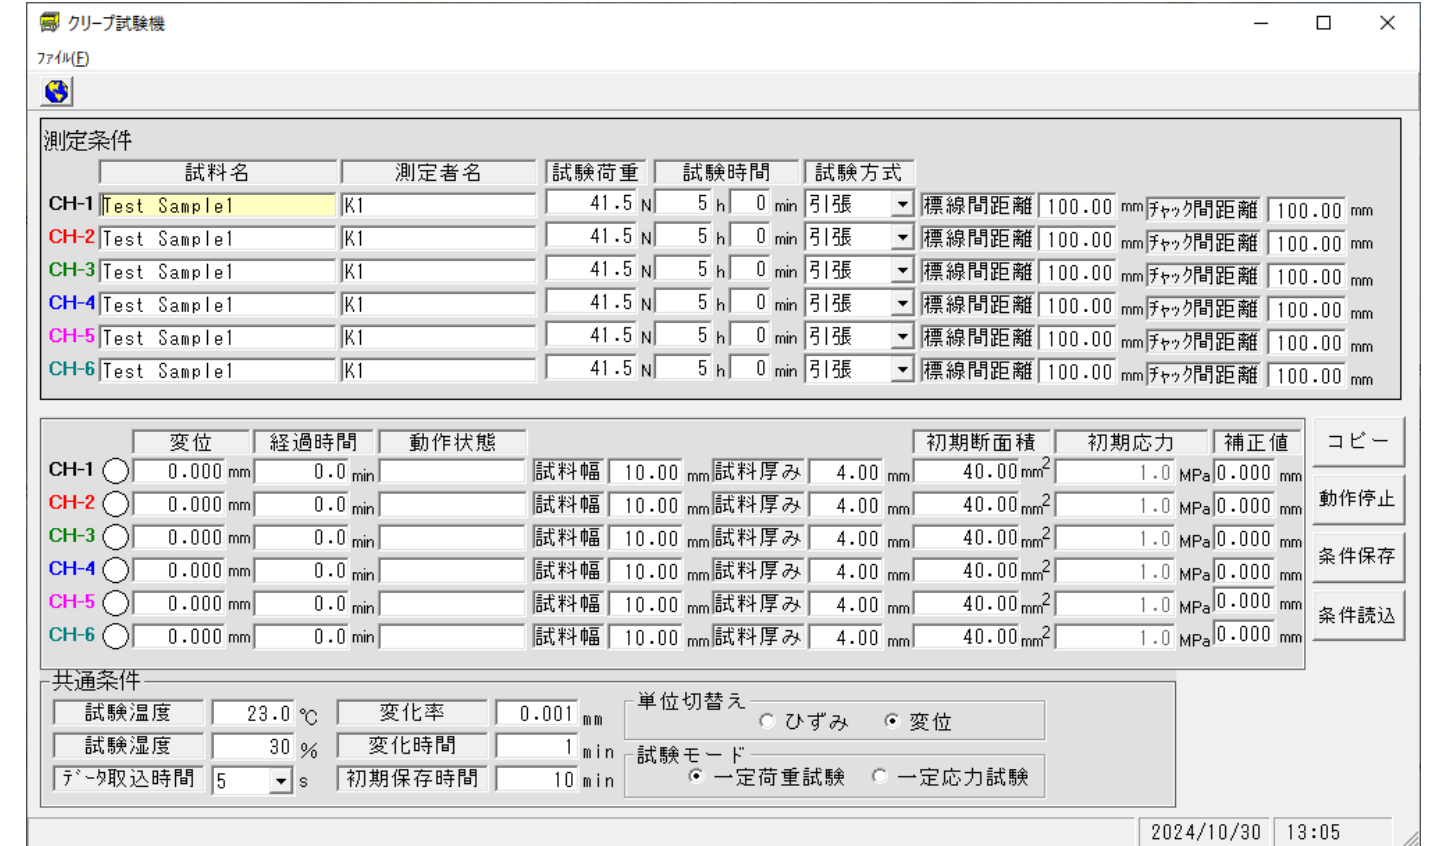 クリープ試験機
ファイル(F)
測定条件
試料名 測定者名 試験荷重 試験時間 試験方式
CH-1 Test Sample1 K1 41.5 N 5 h 0 min 引張 標線間距離 100.00 mm チャック間距離 100.00 mm
CH-2 Test Sample1 K1 41.5 N 5 h 0 min 引張 標線間距離 100.00 mm チャック間距離 100.00 mm
CH-3 Test Sample1 K1 41.5 N 5 h 0 min 引張 標線間距離 100.00 mm チャック間距離 100.00 mm
CH-4 Test Sample1 K1 41.5 N 5 h 0 min 引張 標線間距離 100.00 mm チャック間距離 100.00 mm
CH-5 Test Sample1 K1 41.5 N 5 h 0 min 引張 標線間距離 100.00 mm チャック間距離 100.00 mm
CH-6 Test Sample1 K1 41.5 N 5 h 0 min 引張 標線間距離 100.00 mm チャック間距離 100.00 mm
変位 経過時間 動作状態 初期断面積 初期応力 補正値
CH-1 0.000 mm 0.0 min 試料幅 10.00 mm 試料厚み 4.00 mm 40.00 mm2 1.0 MPa 0.000 mm
CH-2 0.000 mm 0.0 min 試料幅 10.00 mm 試料厚み 4.00 mm 40.00 mm2 1.0 MPa 0.000 mm
CH-3 0.000 mm 0.0 min 試料幅 10.00 mm 試料厚み 4.00 mm 40.00 mm2 1.0 MPa 0.000 mm
CH-4 0.000 mm 0.0 min 試料幅 10.00 mm 試料厚み 4.00 mm 40.00 mm2 1.0 MPa 0.000 mm
CH-5 0.000 mm 0.0 min 試料幅 10.00 mm 試料厚み 4.00 mm 40.00 mm2 1.0 MPa 0.000 mm
CH-6 0.000 mm 0.0 min 試料幅 10.00 mm 試料厚み 4.00 mm 40.00 mm2 1.0 MPa 0.000 mm
コピー
動作停止
条件保存
条件読込
共通条件
試験温度 23.0 ℃ 変化率 0.001 mm
試験湿度 30 % 変化時間 1 min
データ取込時間 5 s 初期保存時間 10 min
単位切替え
ひずみ 変位
試験モード
一定荷重試験 一定応力試験
2024/10/30 13:05